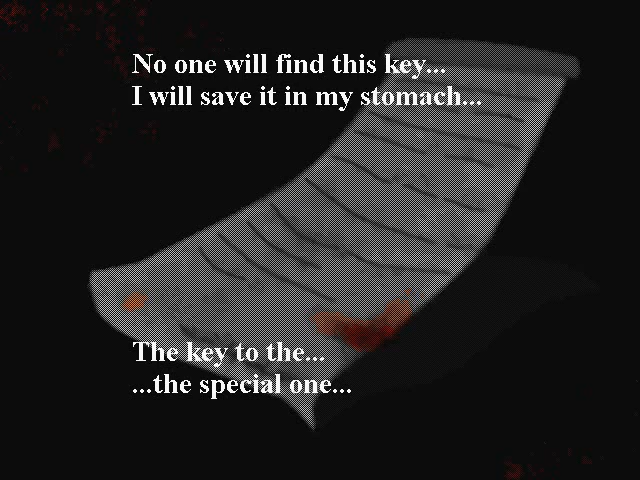 No one will find this key...
I will save it in my stomach...
The key to the...
...the special one...